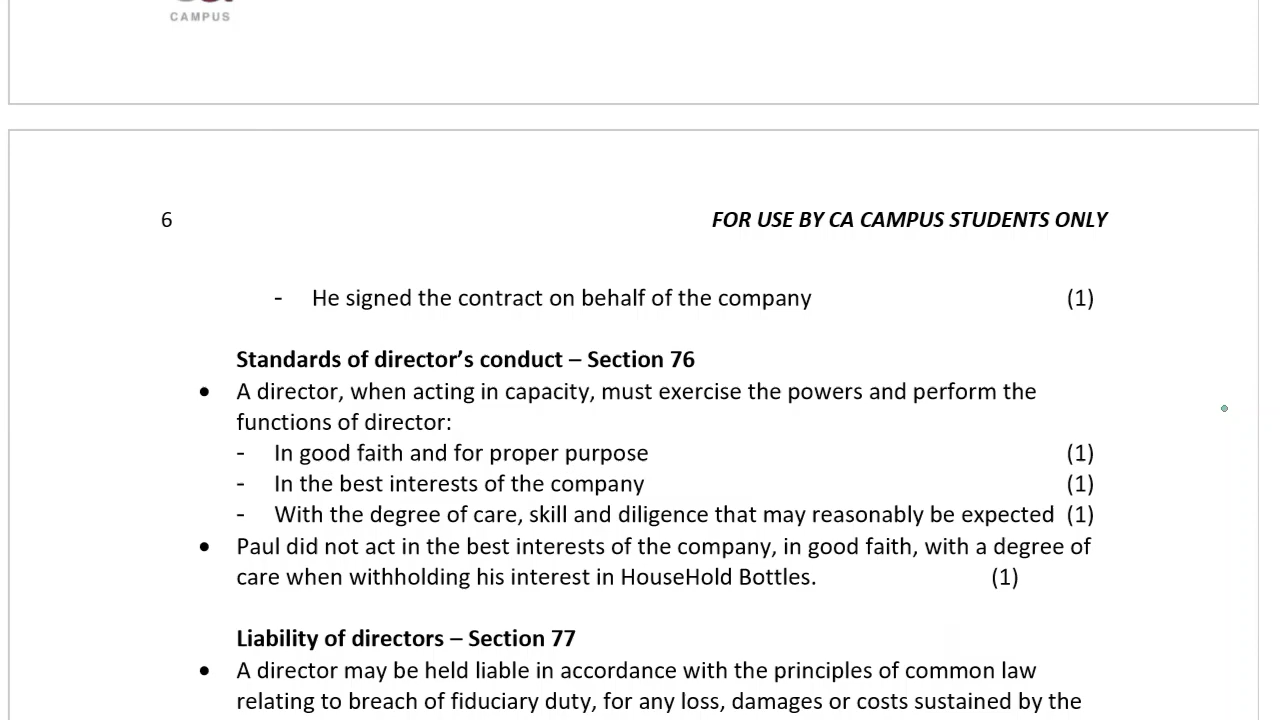 CAMPUS
6 FOR USE BY CA CAMPUS STUDENTS ONLY
- He signed the contract on behalf of the company (1)
Standards of director’s conduct – Section 76
• A director, when acting in capacity, must exercise the powers and perform the
functions of director:
- In good faith and for proper purpose (1)
- In the best interests of the company (1)
- With the degree of care, skill and diligence that may reasonably be expected (1)
• Paul did not act in the best interests of the company, in good faith, with a degree of
care when withholding his interest in HouseHold Bottles. (1)
Liability of directors – Section 77
• A director may be held liable in accordance with the principles of common law
relating to breach of fiduciary duty, for any loss, damages or costs sustained by the